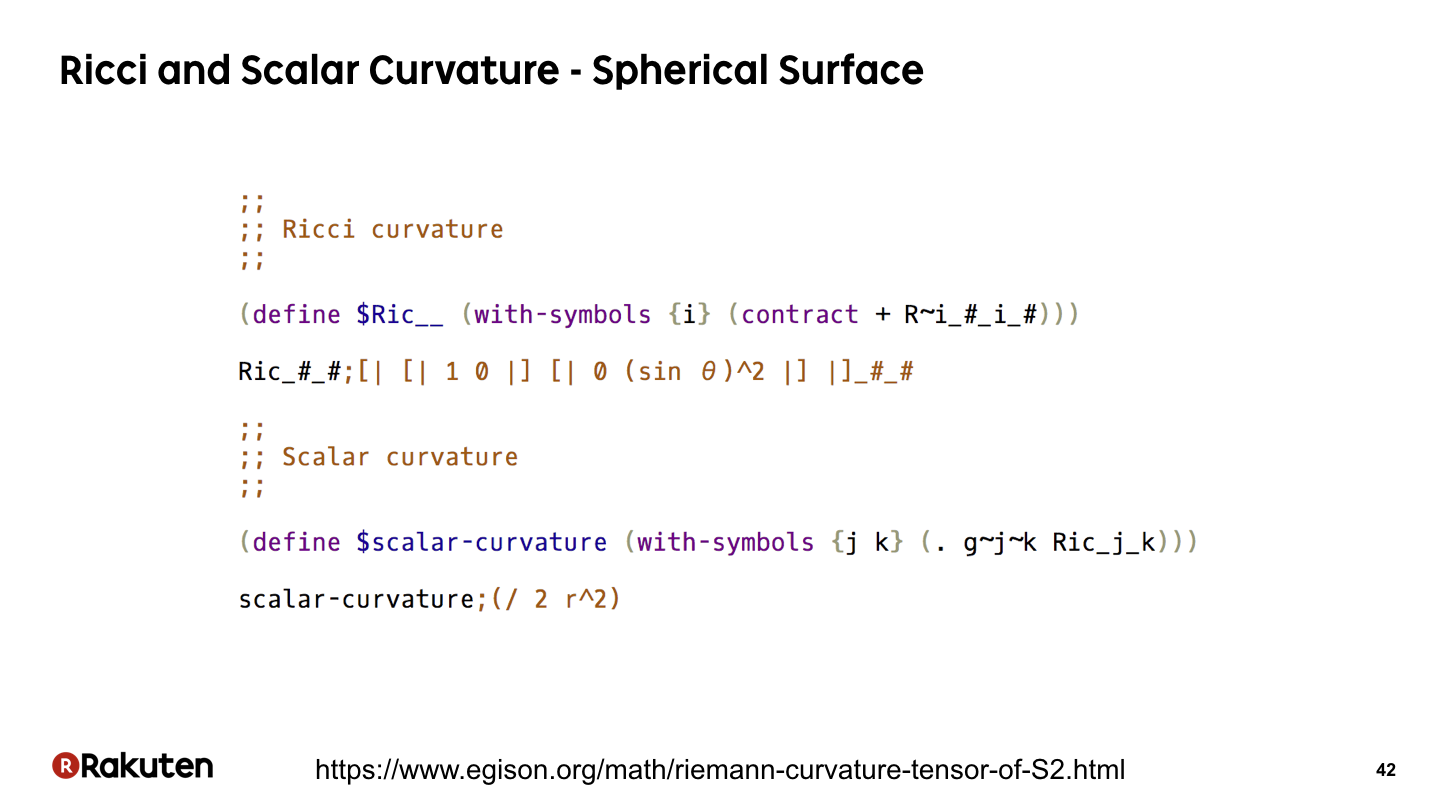 Ricci and Scalar Curvature - Spherical Surface
;;
;; Ricci curvature
;;
(define $Ric__ (with-symbols {i} (contract + R~i_#_i_#)))
Ric_#_#;[| [| 1 0 |] [| 0 (sin θ)^2 |] |]_#_#
;;
;; Scalar curvature
;;
(define $scalar-curvature (with-symbols {j k} (. g~j~k Ric_j_k)))
scalar-curvature;(/ 2 r^2)
R Rakuten
https://www.egison.org/math/riemann-curvature-tensor-of-S2.html
42